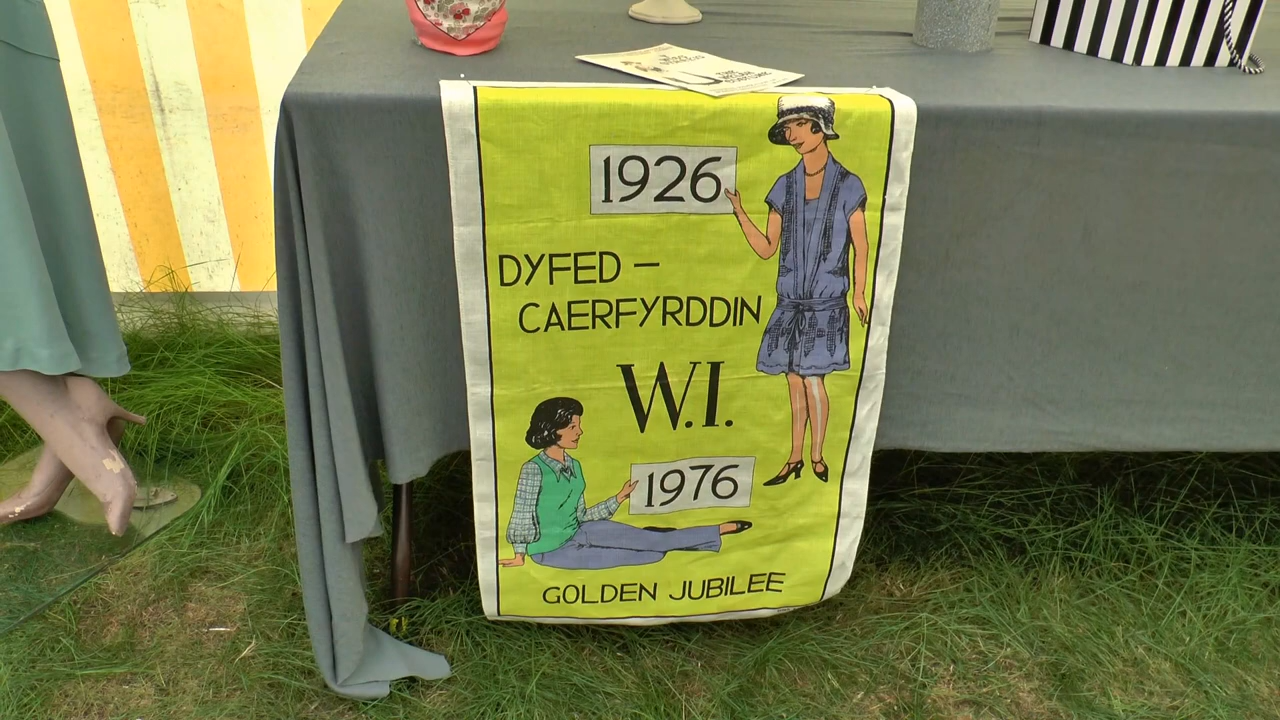 1926
DYFED –
CAERFYRDDIN
W.I.
1976
GOLDEN JUBILEE